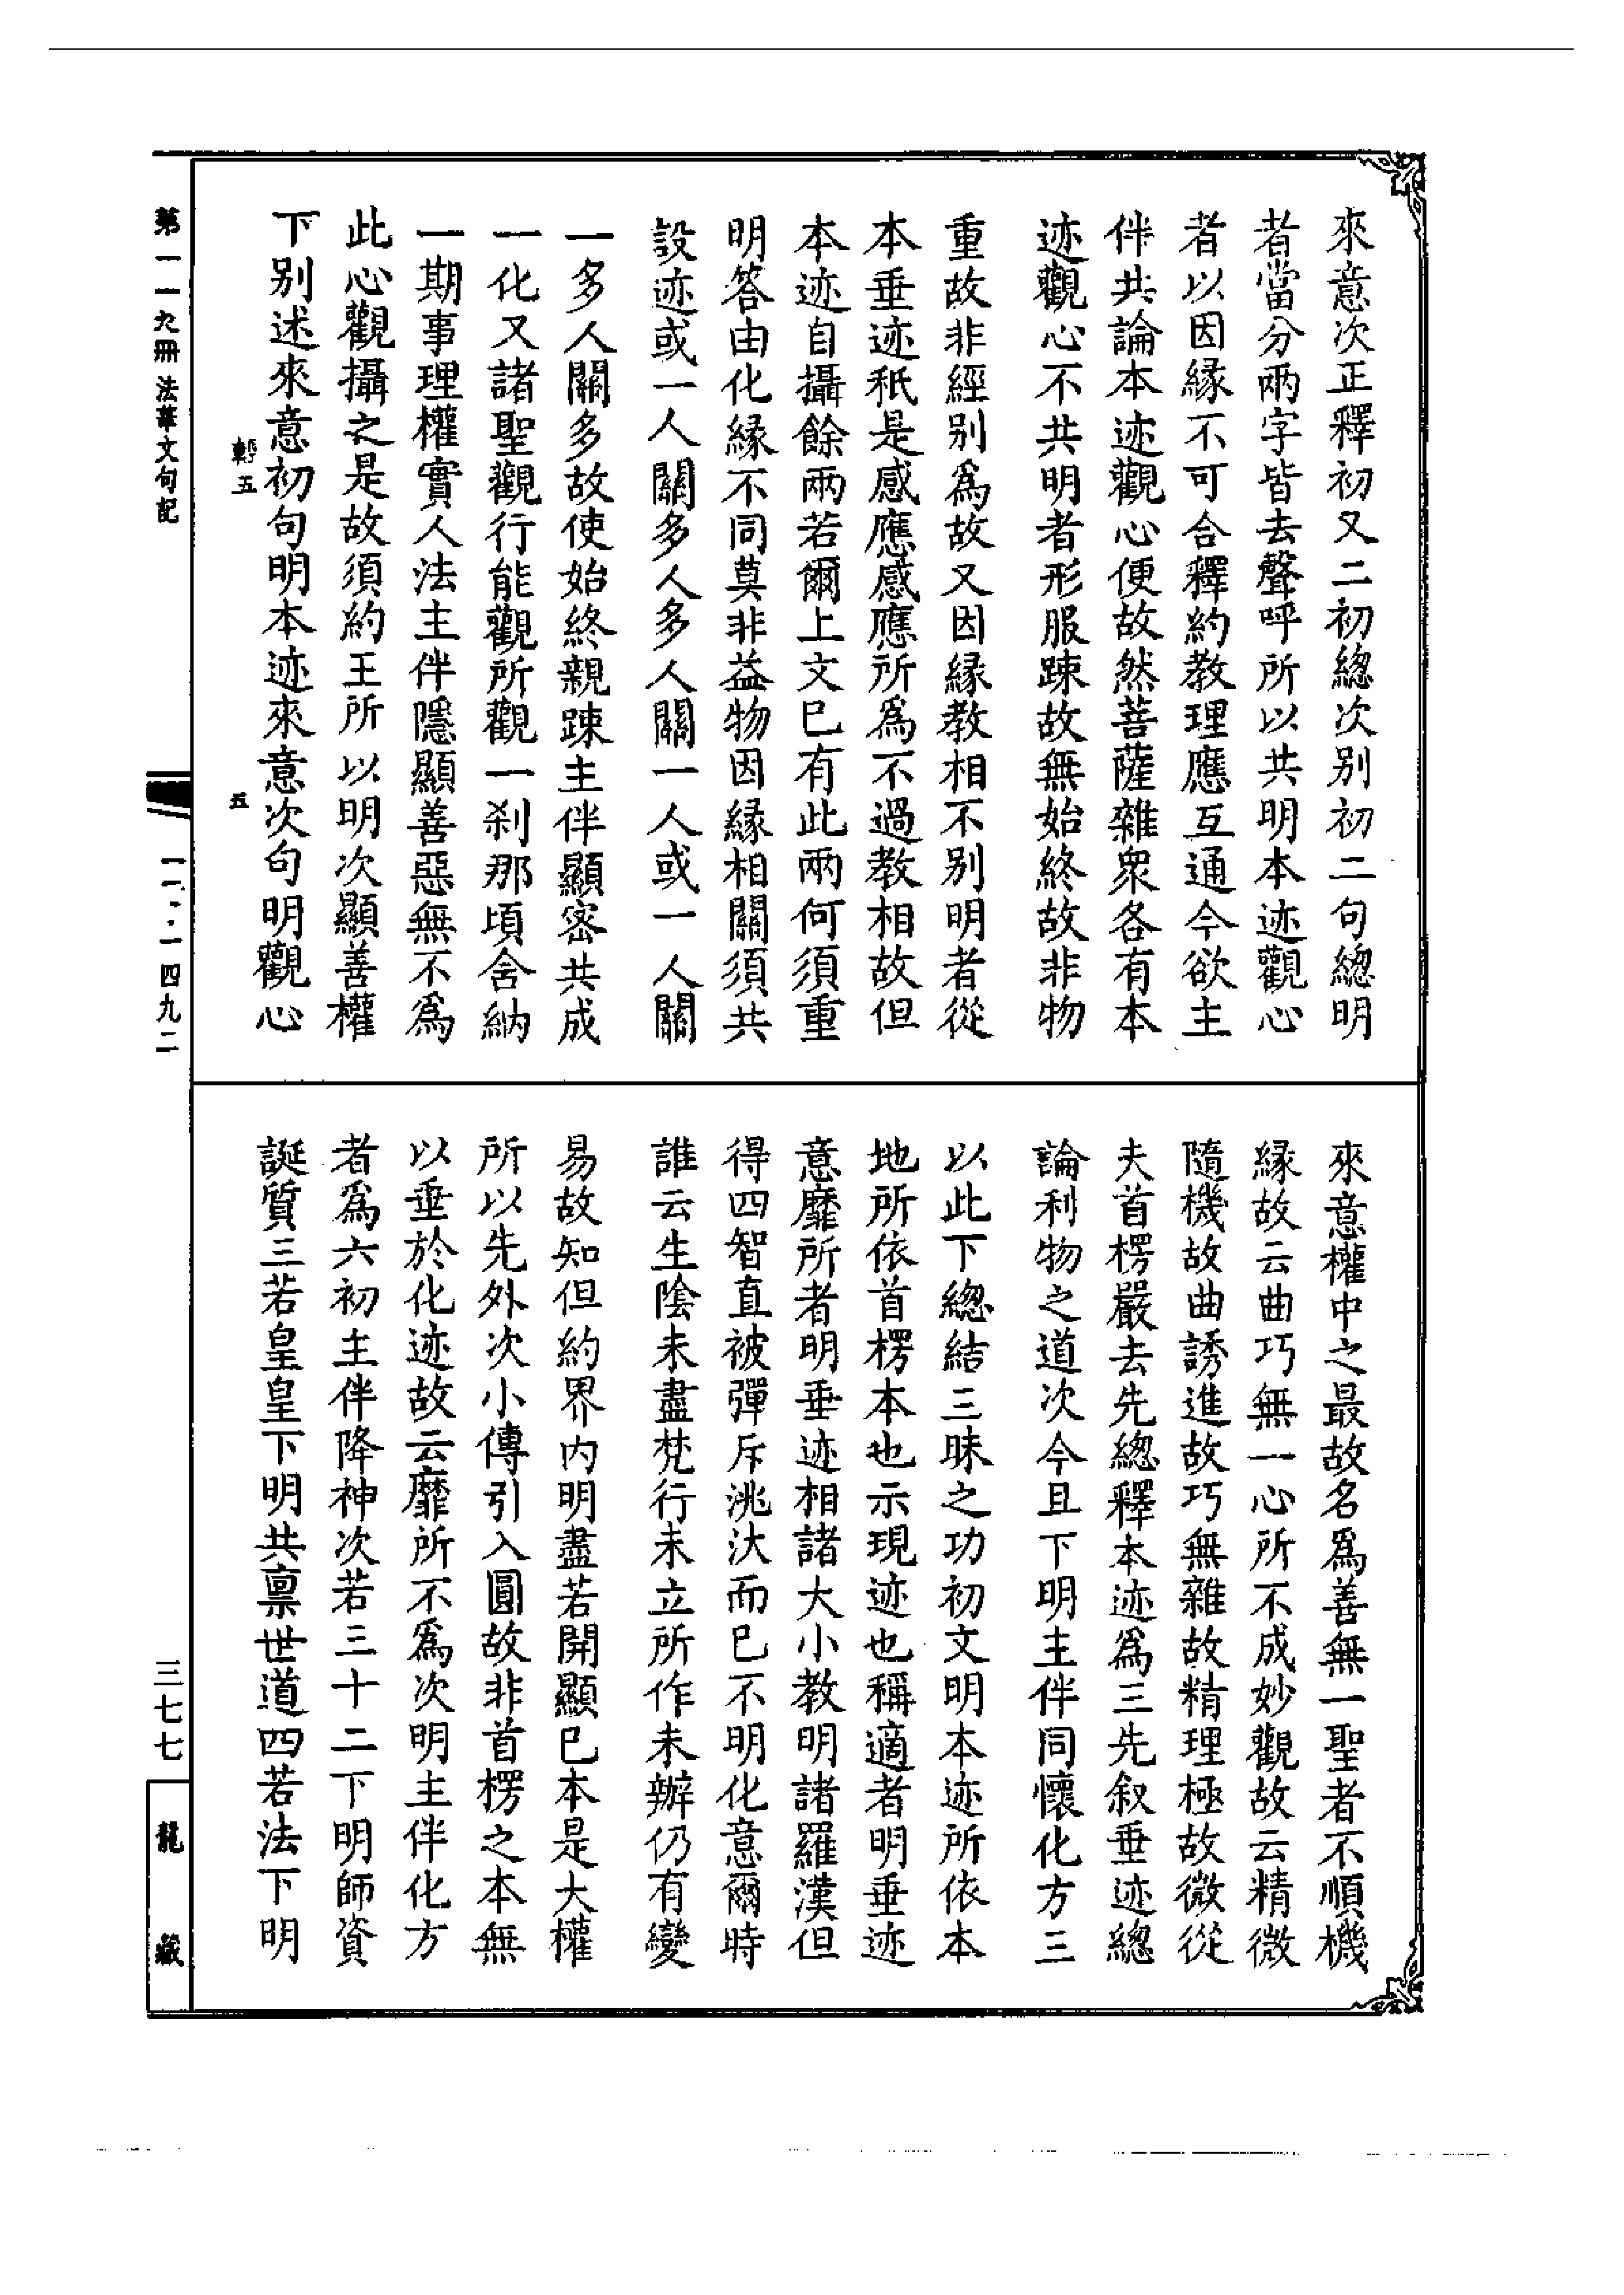 來意次正釋初又二初總次別初二句總明
者當分兩字皆去聲呼所以共明本迹觀心
者以因緣不可合釋約教理應互通今欲主
伴共論本迹觀心便故然菩薩雜衆各有本
迹觀心不共明者形服踈故無始終故非物
重故非經別爲故又因緣教相不別明者從
本垂迹秖是感應感應所爲不過教相故但
本迹自攝餘兩若爾上文已有此兩何須重
明答由化緣不同莫非益物因緣相關須共
設迹或一人關多人多人關一人或一人關
一多人關多故使始終親踈主伴顯密共成
一化又諸聖觀行能觀所觀一剎那頃含納
一期事理權實人法主伴隱顯善惡無不爲
此心觀攝之是故須約王所以明次顯善權
下別述來意初句明本迹來意次句明觀心
來意權中之最故名爲善無一聖者不順機
緣故云曲巧無一心所不成妙觀故云精微
隨機故曲誘進故巧無雜故精理極故微從
夫首楞嚴去先總釋本迹爲三先叙垂迹總
論利物之道次今且下明主伴同懷化方三
以此下總結三昧之功初文明本迹所依本
地所依首楞本也示現迹也稱適者明垂迹
意靡所者明垂迹相諸大小教明諸羅漢但
得四智直被彈斥洮汰而已不明化意爾時
誰云生陰未盡梵行未立所作未辦仍有變
易故知但約界內明盡若開顯已本是大權
所以先外次小傳引入圓故非首楞之本無
以垂於化迹故云靡所不爲次明主伴化方
者爲六初主伴降神次若三十二下明師資
誕質三若皇皇下明共禀世道四若法下明
五
五
第一一九冊 法華文句記
一一一·一四九二
三七七
龍藏